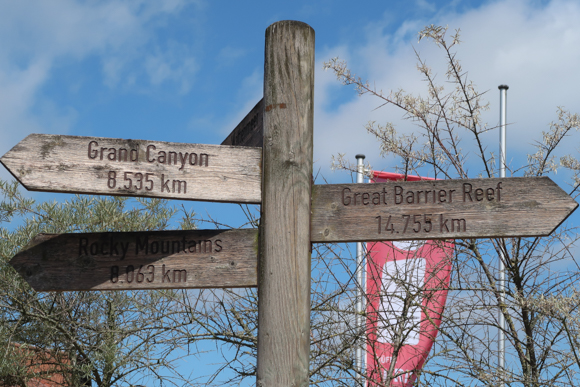 Grand Canyon
8.535 km
Great Barrier Reef
14.755 km
Rocky Mountains
8.063 km